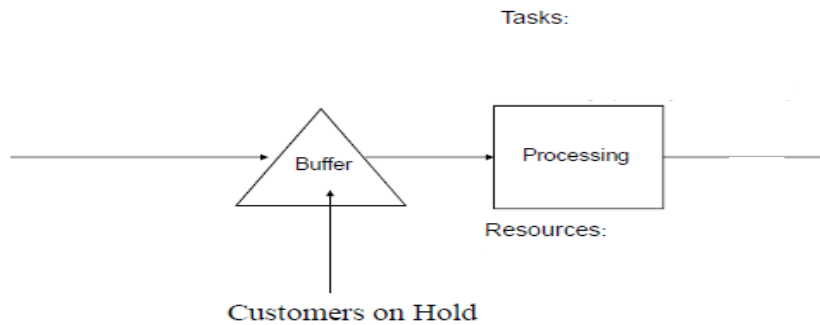 Tasks:
Buffer
Processing
Resources:
Customers on Hold